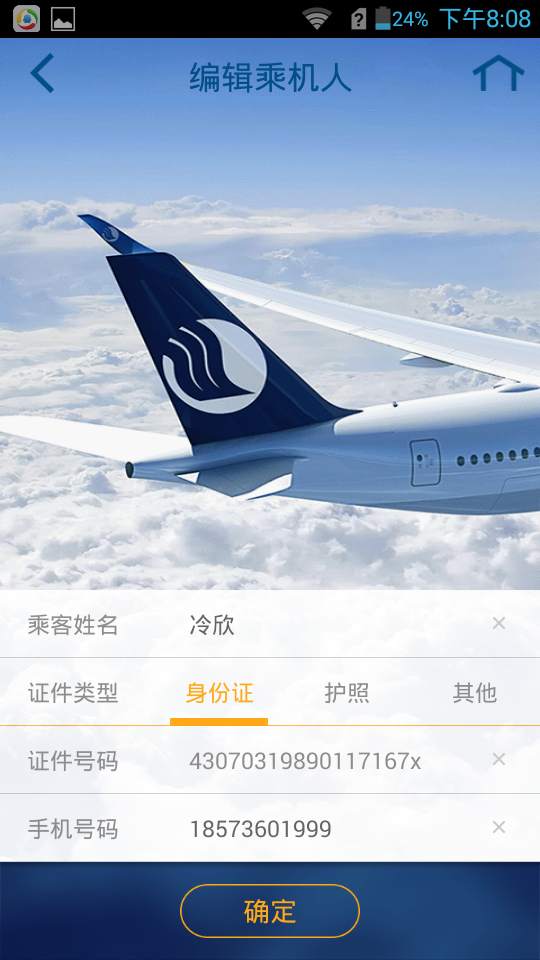 24% 下午8:08
编辑乘机人
乘客姓名 冷欣 ×
证件类型 身份证 护照 其他
证件号码 43070319890117167x ×
手机号码 18573601999 ×
确定